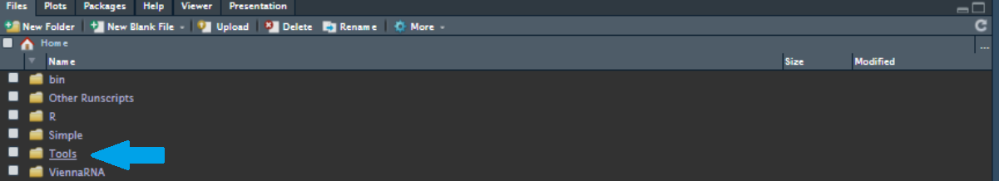 Files Plots Packages Help Viewer Presentation
New Folder New Blank File Upload Delete Rename More
Home ...
Name Size Modified
bin
Other Runscripts
R
Simple
Tools
ViennaRNA